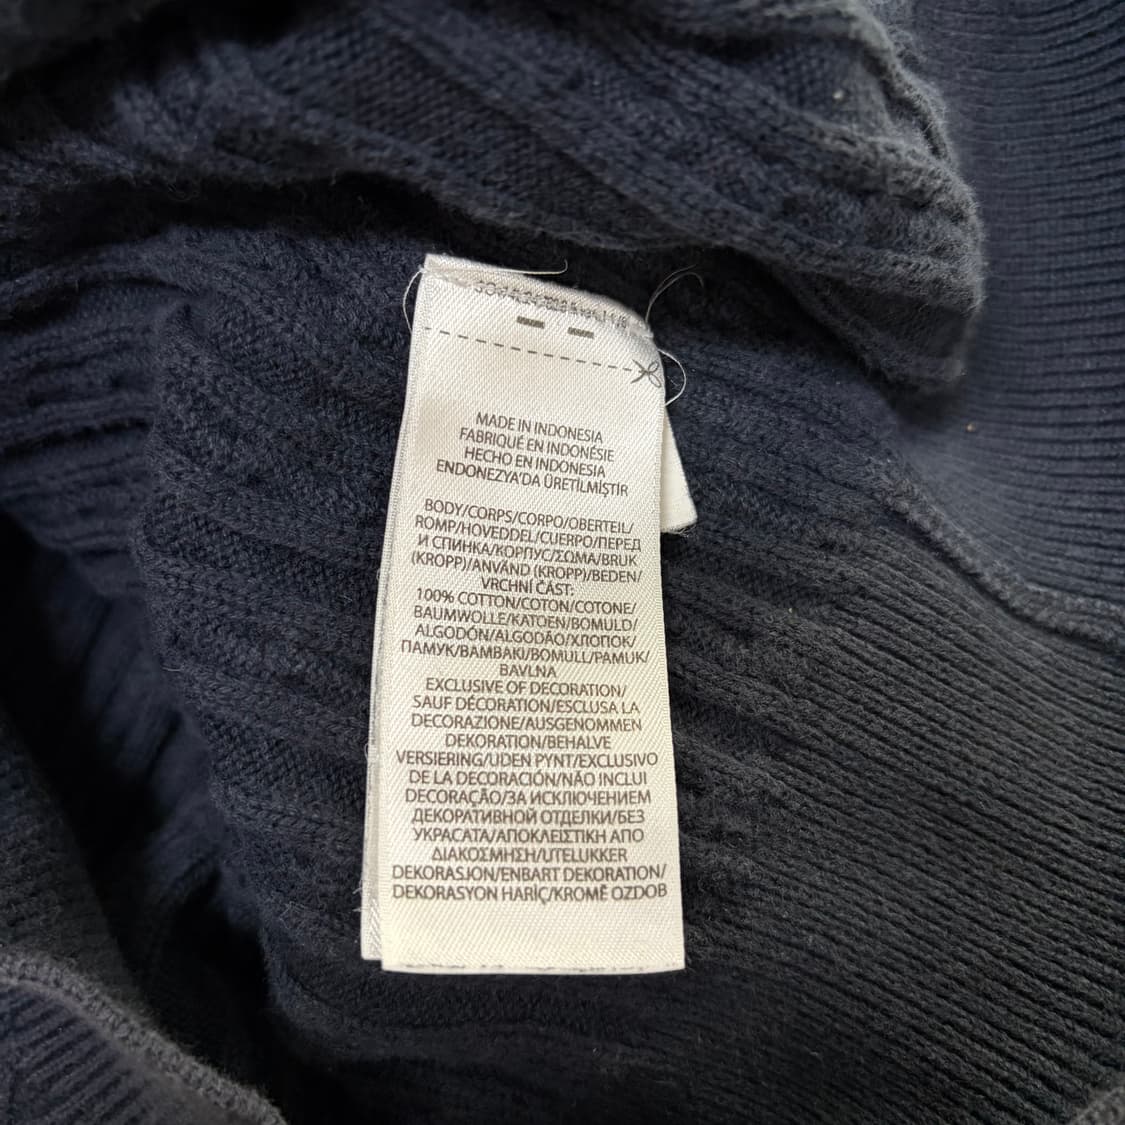 MADE IN INDONESIA
FABRIQUÉ EN INDONÉSIE
HECHO EN INDONESIA
ENDONEZYA'DA ÜRETİLMİŞTİR
BODY/CORPS/CORPO/OBERTEIL/
ROMP/HOVEDDEL/CUERPO/ПЕРЕД
И СПИНКА/КОРПУС/ΣΩΜΑ/BRUK
(KROPP)/ANVÄND (KROPP)/BEDEN/
VRCHNÍ ČÁST:
100% COTTON/COTON/COTONE/
BAUMWOLLE/KATOEN/BOMULD/
ALGODÓN/ALGODÃO/ХЛОПОК/
ПАМУК/ΒΑΜΒΑΚΙ/BOMULL/PAMUK/
BAVLNA
EXCLUSIVE OF DECORATION/
SAUF DÉCORATION/ESCLUSA LA
DECORAZIONE/AUSGENOMMEN
DEKORATION/BEHALVE
VERSIERING/UDEN PYNT/EXCLUSIVO
DE LA DECORACIÓN/NÃO INCLUI
DECORAÇÃO/ЗА ИСКЛЮЧЕНИЕМ
ДЕКОРАТИВНОЙ ОТДЕЛКИ/БЕЗ
УКРАСАТА/ΑΠΟΚΛΕΙΣΤΙΚΗ ΑΠΟ
ΔΙΑΚΟΣΜΗΣΗ/UTELUKKER
DEKORASJON/ENBART DEKORATION/
DEKORASYON HARİÇ/KROMĚ OZDOB